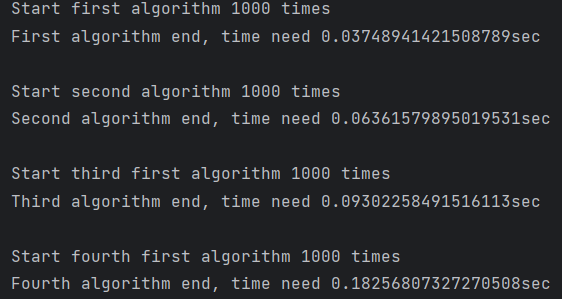 Start first algorithm 1000 times
First algorithm end, time need 0.03748941421508789sec
Start second algorithm 1000 times
Second algorithm end, time need 0.06361579895019531sec
Start third first algorithm 1000 times
Third algorithm end, time need 0.09302258491516113sec
Start fourth first algorithm 1000 times
Fourth algorithm end, time need 0.18256807327270508sec